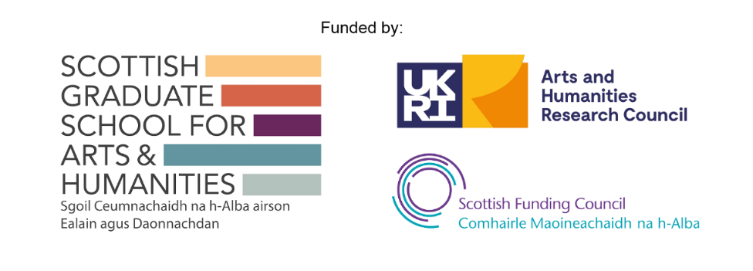 Funded by:
SCOTTISH
GRADUATE
SCHOOL FOR
ARTS &
HUMANITIES
Sgoil Ceumnachaidh na h-Alba airson
Ealain agus Daonnachdan
UK
RI
Arts and
Humanities
Research Council
Scottish Funding Council
Comhairle Maoineachaidh na h-Alba